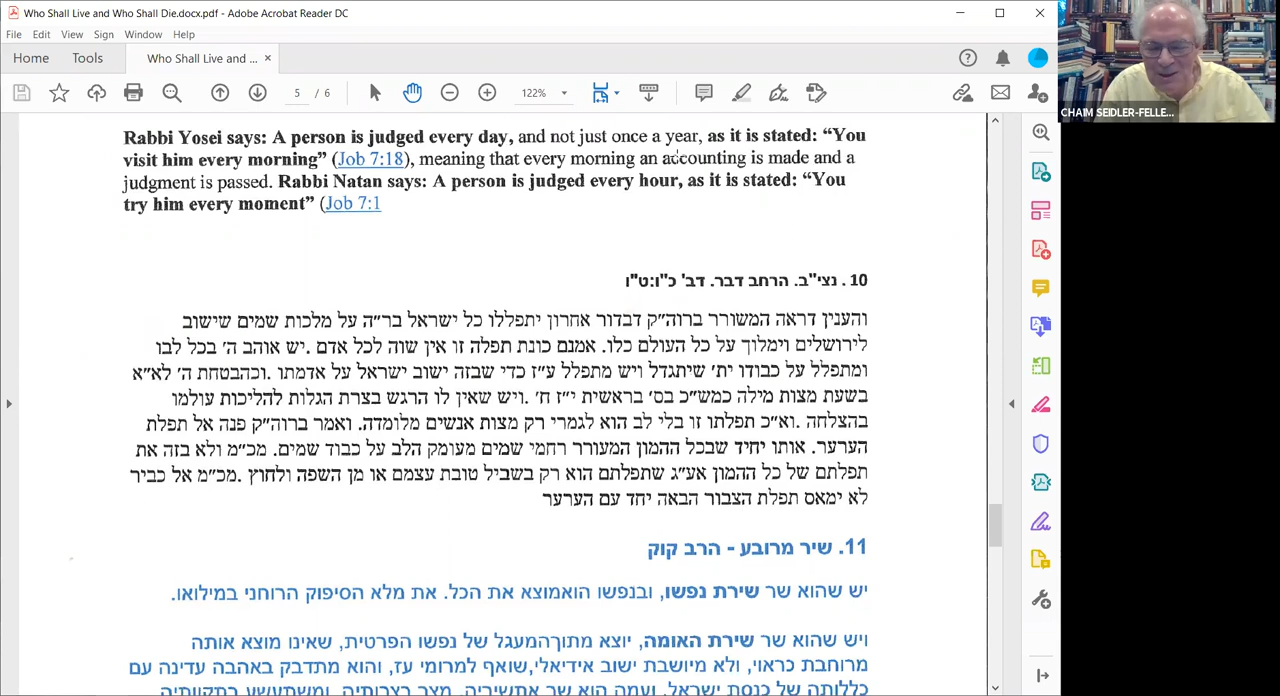 Who Shall Live and Who Shall Die.docx.pdf - Adobe Acrobat Reader DC
File Edit View Sign Window Help
Home Tools Who Shall Live and ... ×
5 / 6 122%
CHAIM SEIDLER-FELLE...
Rabbi Yosei says: A person is judged every day, and not just once a year, as it is stated: “You
visit him every morning” (Job 7:18), meaning that every morning an accounting is made and a
judgment is passed. Rabbi Natan says: A person is judged every hour, as it is stated: “You
try him every moment” (Job 7:1
10 . נצי"ב. הרחב דבר. דב' כ"ו:ט"ו
והענין דראה המשורר ברוה״ק דבדור אחרון יתפללו כל ישראל בר״ה על מלכות שמים שישוב
לירושלים וימלוך על כל העולם כלו. אמנם כונת תפלה זו אין שוה לכל אדם .יש אוהב ה׳ בכל לבו
ומתפלל על כבודו ית׳ שיתגדל ויש מתפלל ע״ז כדי שבזה ישוב ישראל על אדמתו .וכהבטחת ה׳ לא״א
בשעת מצות מילה כמש״כ בס׳ בראשית י״ז ח׳ .ויש שאין לו הרגש בצרת הגלות להליכות עולמו
בהצלחה .וא״כ תפלתו זו בלי לב הוא לגמרי רק מצות אנשים מלומדה. ואמר ברוה״ק פנה אל תפלת
הערער. אותו יחיד שבכל ההמון המעורר רחמי שמים מעומק הלב על כבוד שמים. מכ״מ ולא בזה את
תפלתם של כל ההמון אע״ג שתפלתם הוא רק בשביל טובת עצמם או מן השפה ולחוץ .מכ״מ אל כביר
לא ימאס תפלת הצבור הבאה יחד עם הערער
11. שיר מרובע - הרב קוק
יש שהוא שר שירת נפשו, ובנפשו הואמוצא את הכל. את מלא הסיפוק הרוחני במילואו.
ויש שהוא שר שירת האומה, יוצא מתוךהמעגל של נפשו הפרטית, שאינו מוצא אותה
מרוחבת כראוי, ולא מיושבת ישוב אידיאלי,שואף למרומי עז, והוא מתדבק באהבה עדינה עם
כללותה של כנסת ישראל, ועמה הוא שר אתשיריה, מצר בצרותיה, ומשתעשע בתקוותיה